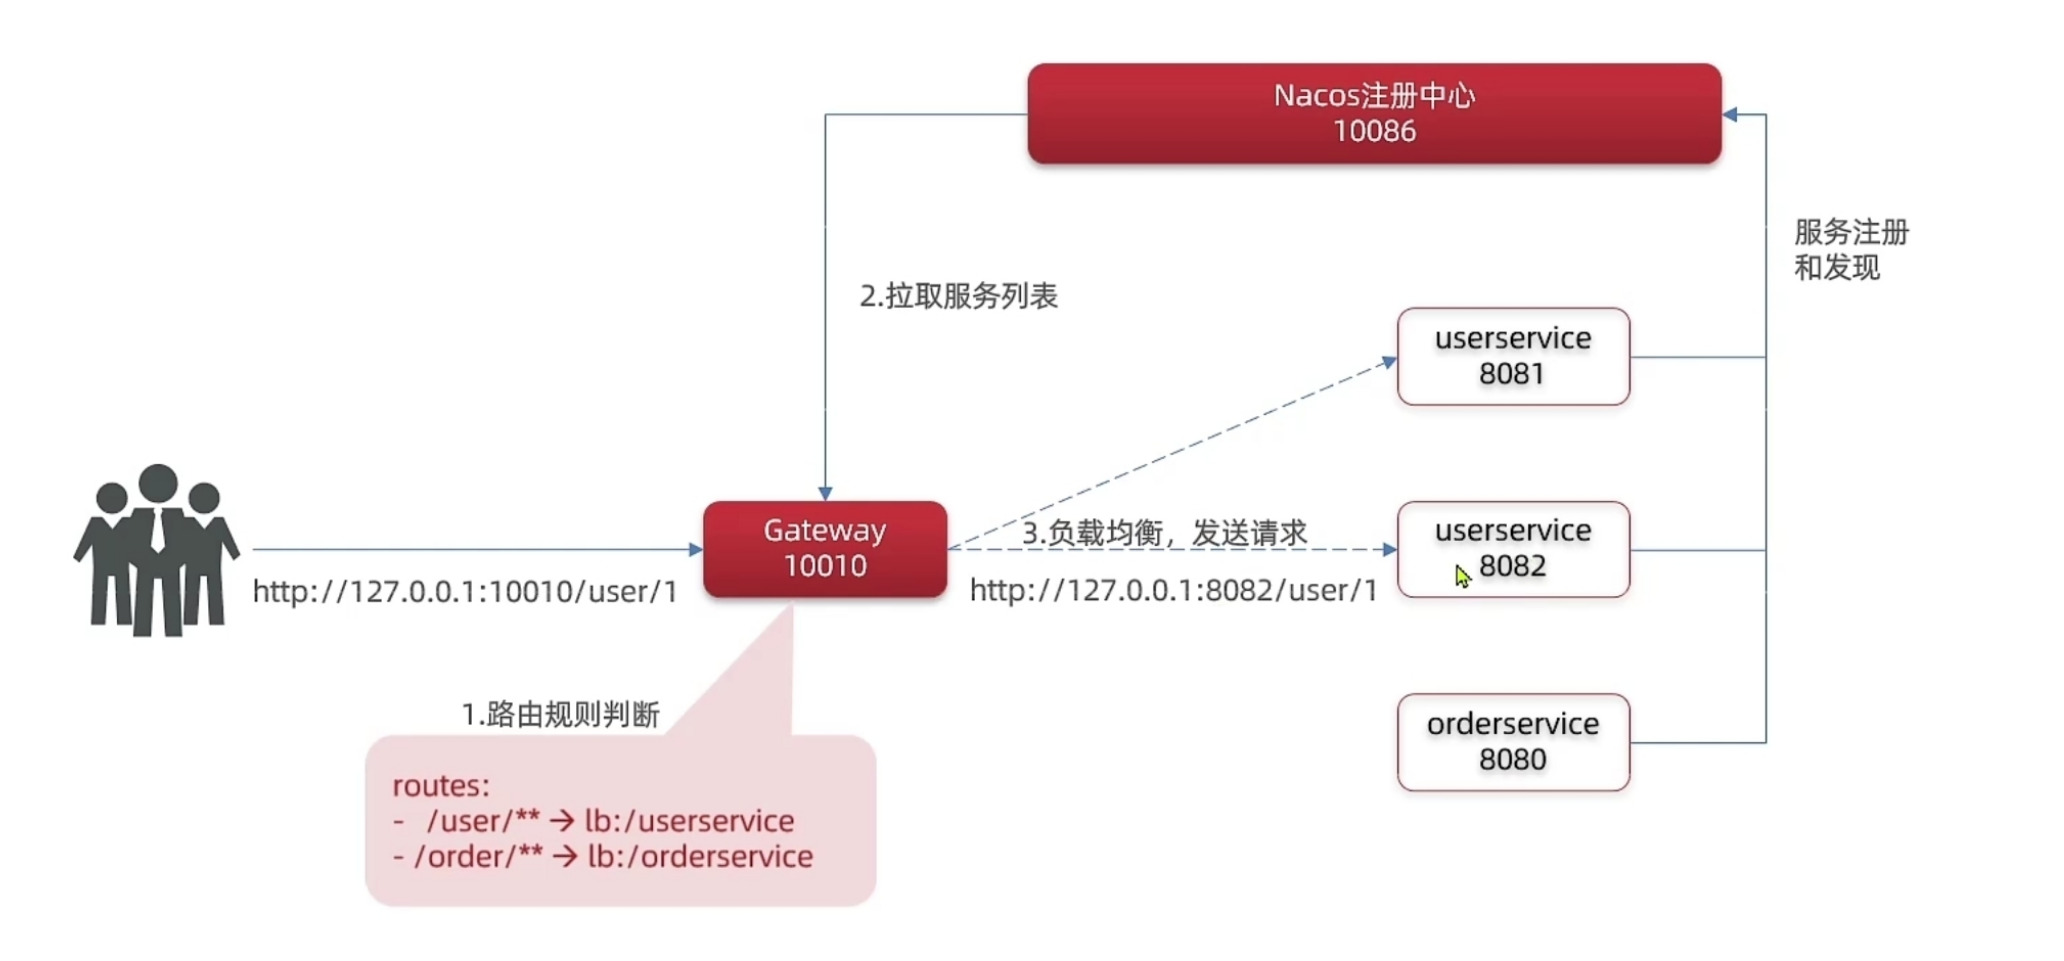 Nacos注册中心
10086
服务注册
和发现
2.拉取服务列表
userservice
8081
Gateway
10010
3.负载均衡，发送请求
userservice
8082
http://127.0.0.1:10010/user/1
http://127.0.0.1:8082/user/1
1.路由规则判断
orderservice
8080
routes:
- /user/** → lb:/userservice
- /order/** → lb:/orderservice